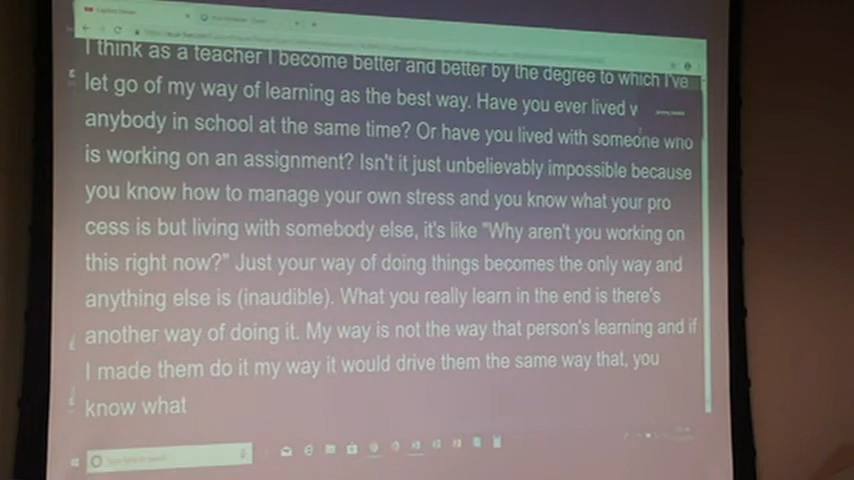 I think as a teacher I become better and better by the degree to which I've
let go of my way of learning as the best way. Have you ever lived
anybody in school at the same time? Or have you lived with someone who
is working on an assignment? Isn't it just unbelievably impossible because
you know how to manage your own stress and you know what your pro
cess is but living with somebody else, it's like "Why aren't you working on
this right now?" Just your way of doing things becomes the only way and
anything else is (inaudible). What you really learn in the end is there's
another way of doing it. My way is not the way that person's learning and if
I made them do it my way it would drive them the same way that, you
know what